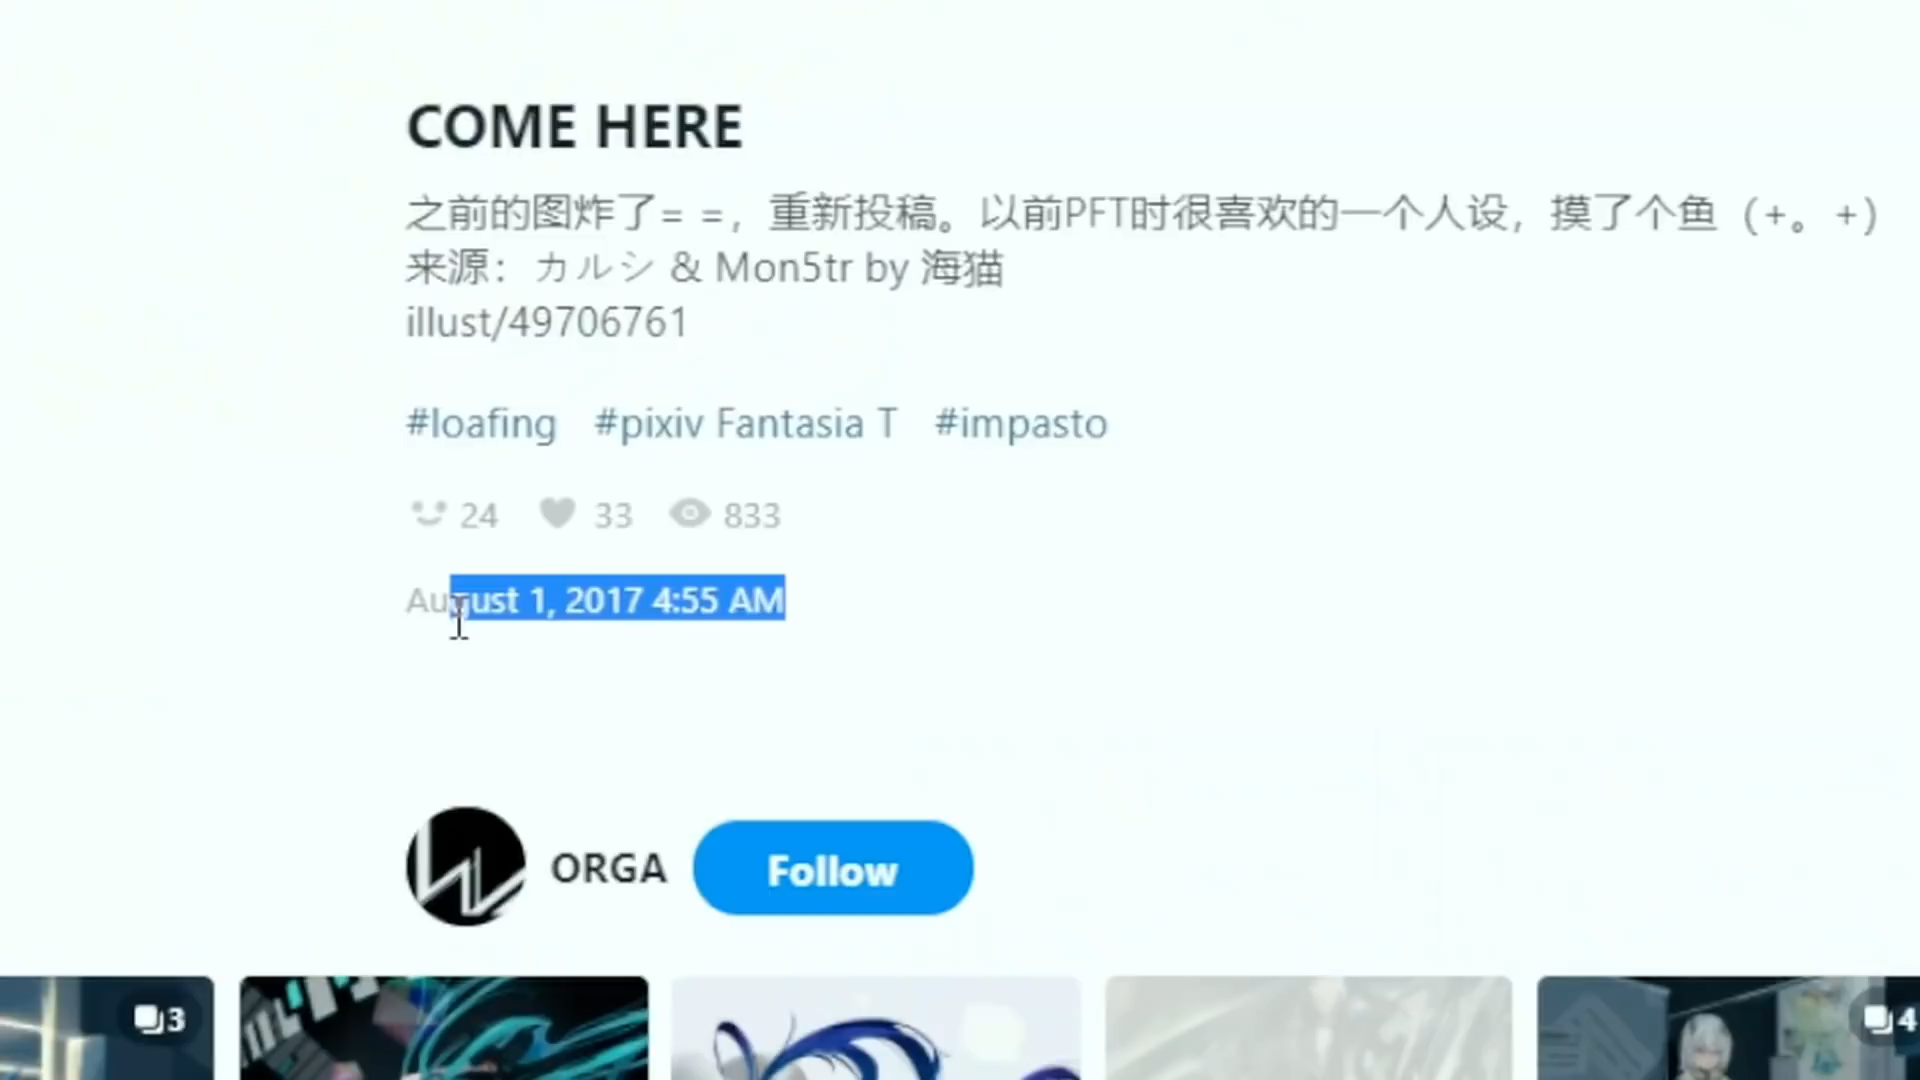 COME HERE
之前的图炸了= =，重新投稿。以前PFT时很喜欢的一个人设，摸了个鱼（+。+）
来源：カルシ & Mon5tr by 海猫
illust/49706761
#loafing #pixiv Fantasia T #impasto
24 33 833
August 1, 2017 4:55 AM
ORGA Follow
3 4